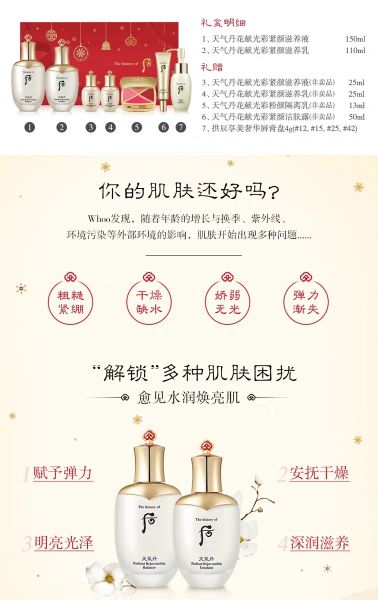 礼盒明细
1、天气丹花献光彩紧颜滋养液 150ml
2、天气丹花献光彩紧颜滋养乳 110ml
礼赠
3、天气丹花献光彩紧颜滋养液(非卖品) 25ml
4、天气丹花献光彩紧颜滋养乳(非卖品) 25ml
5、天气丹花献光彩粉颜隔离乳(非卖品) 13ml
6、天气丹花献光彩紧颜洁肤露(非卖品) 50ml
7、拱辰享美奢华唇膏盘4g(#12, #15, #25, #42)
The history of
后
1 2 3 4 5 6 7
你的肌肤还好吗?
Whoo发现，随着年龄的增长与换季、紫外线、
环境污染等外部环境的影响，肌肤开始出现多种问题......
粗糙
紧绷
干燥
缺水
娇弱
无光
弹力
渐失
“解锁”多种肌肤困扰
愈见水润焕亮肌
1赋予弹力
2安抚干燥
3明亮光泽
4深润滋养
The history of
后
天气丹
Radiant Rejuvenating
Balancer
The history of
后
天气丹
Radiant Rejuvenating
Emulsion